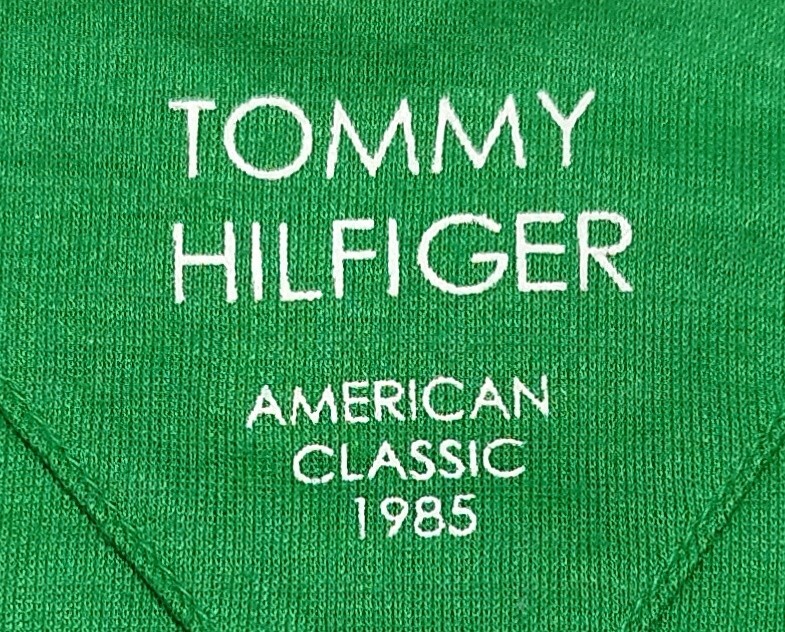 TOMMY
HILFIGER
AMERICAN
CLASSIC
1985